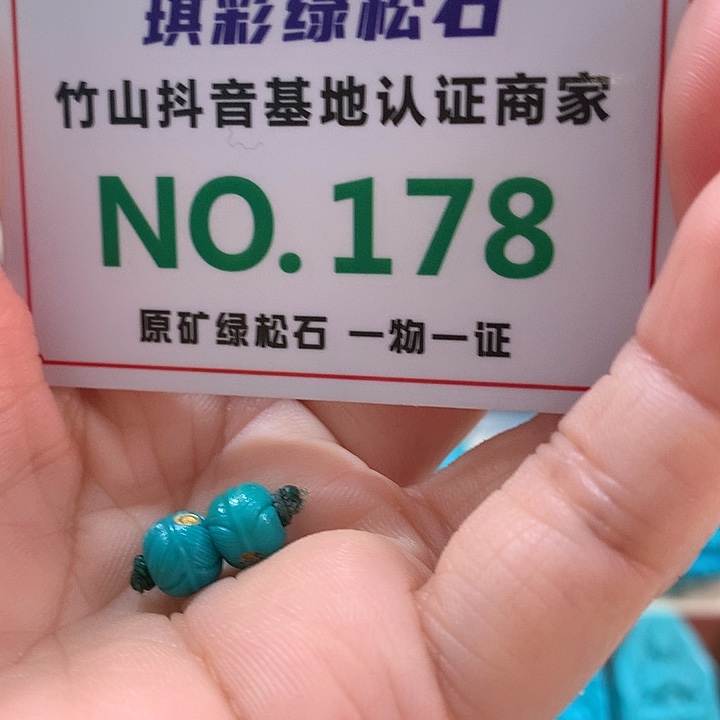 琪彩绿松石
竹山抖音基地认证商家
NO.178
原矿绿松石 一物一证